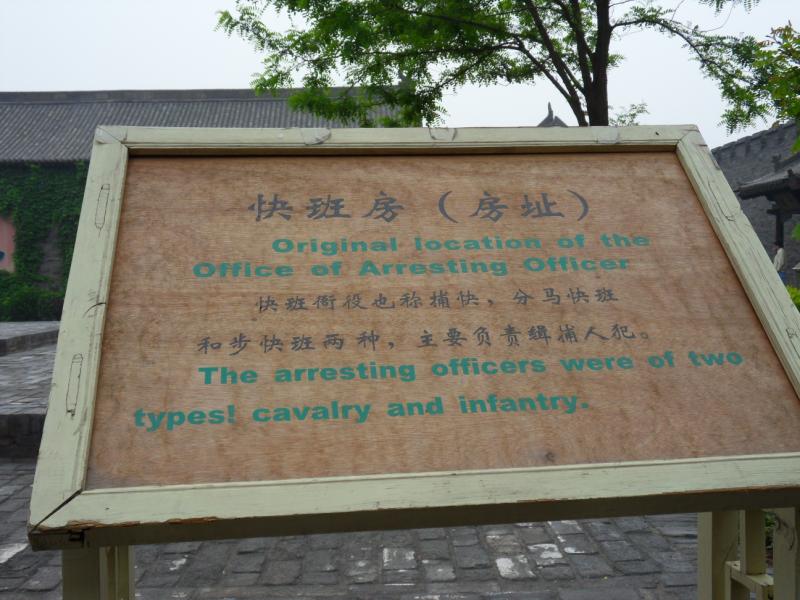 快班房（房址）
Original location of the
Office of Arresting Officer
快班衙役也称捕快，分马快班
和步快班两种，主要负责缉捕人犯。
The arresting officers were of two
types! cavalry and infantry.